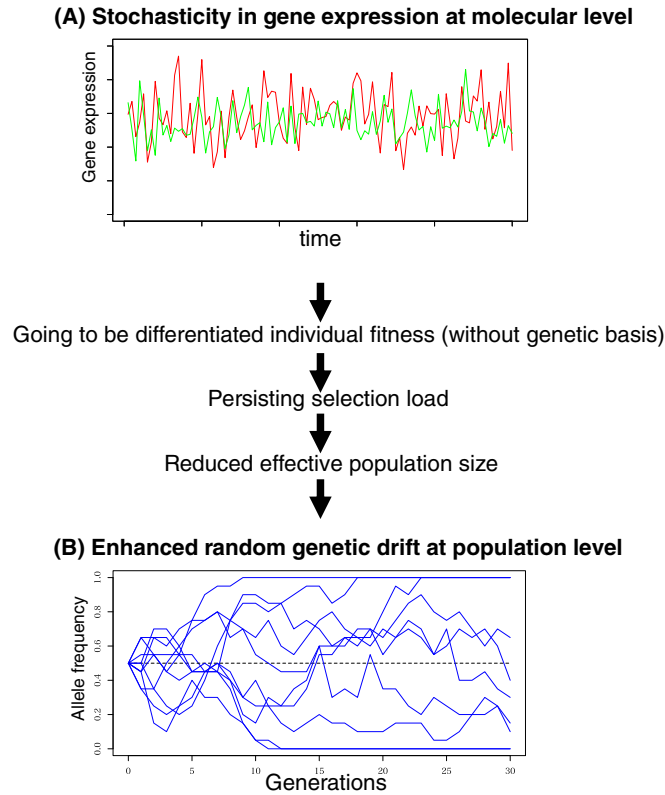 (A) Stochasticity in gene expression at molecular level
Gene expression
time
Going to be differentiated individual fitness (without genetic basis)
Persisting selection load
Reduced effective population size
(B) Enhanced random genetic drift at population level
Allele frequency
1.0
0.8
0.6
0.4
0.2
0.0
0 5 10 15 20 25 30
Generations